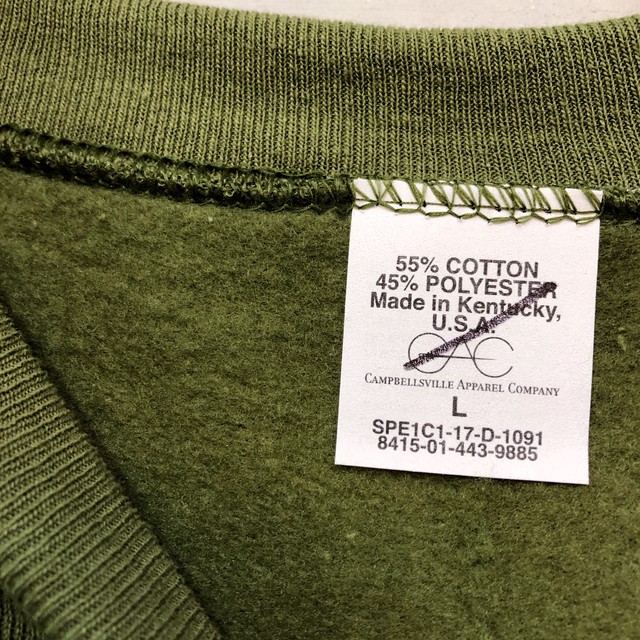 55% COTTON
45% POLYESTER
Made in Kentucky,
U.S.A.
CAC
CAMPBELLSVILLE APPAREL COMPANY
L
SPE1C1-17-D-1091
8415-01-443-9885